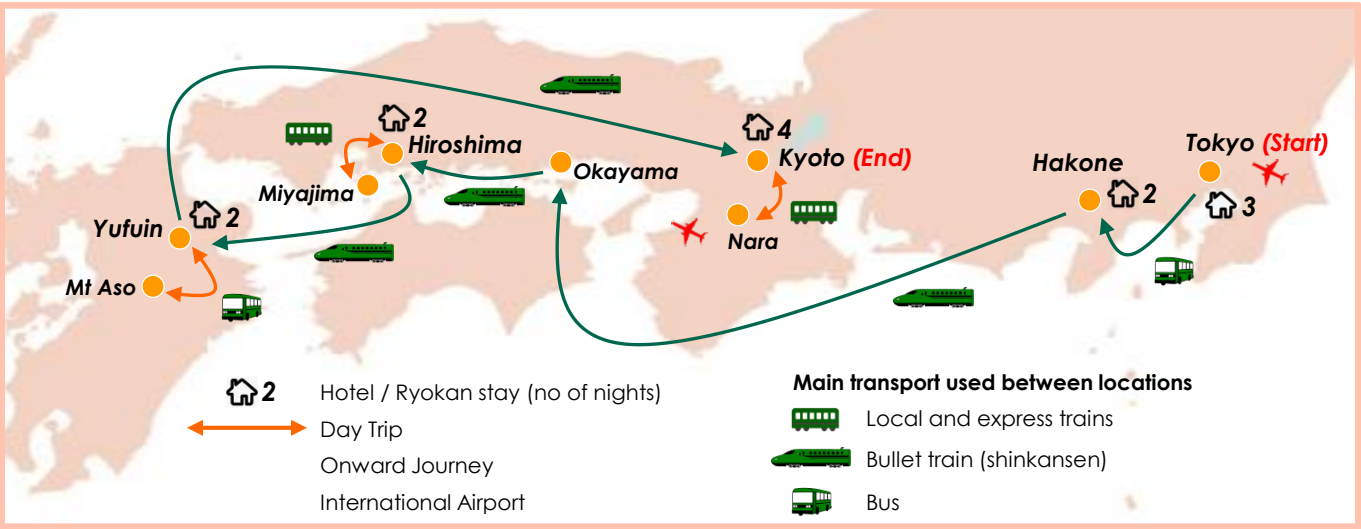 2
4
Hiroshima
Kyoto (End)
Tokyo (Start)
Hakone
Okayama
2
Miyajima
3
2
Yufuin
Nara
Mt Aso
2
Hotel / Ryokan stay (no of nights)
Day Trip
Onward Journey
International Airport
Main transport used between locations
Local and express trains
Bullet train (shinkansen)
Bus